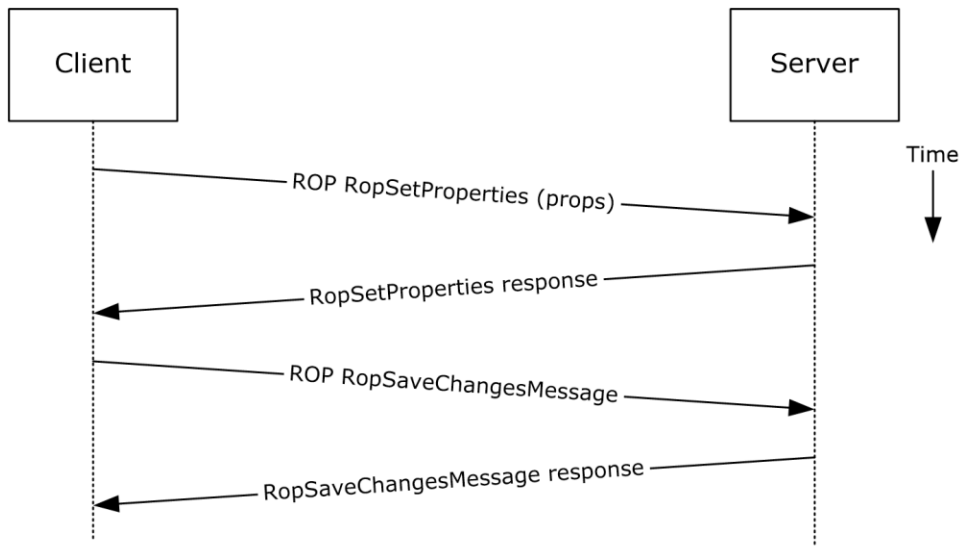 Client
Server
Time
ROP RopSetProperties (props)
RopSetProperties response
ROP RopSaveChangesMessage
RopSaveChangesMessage response